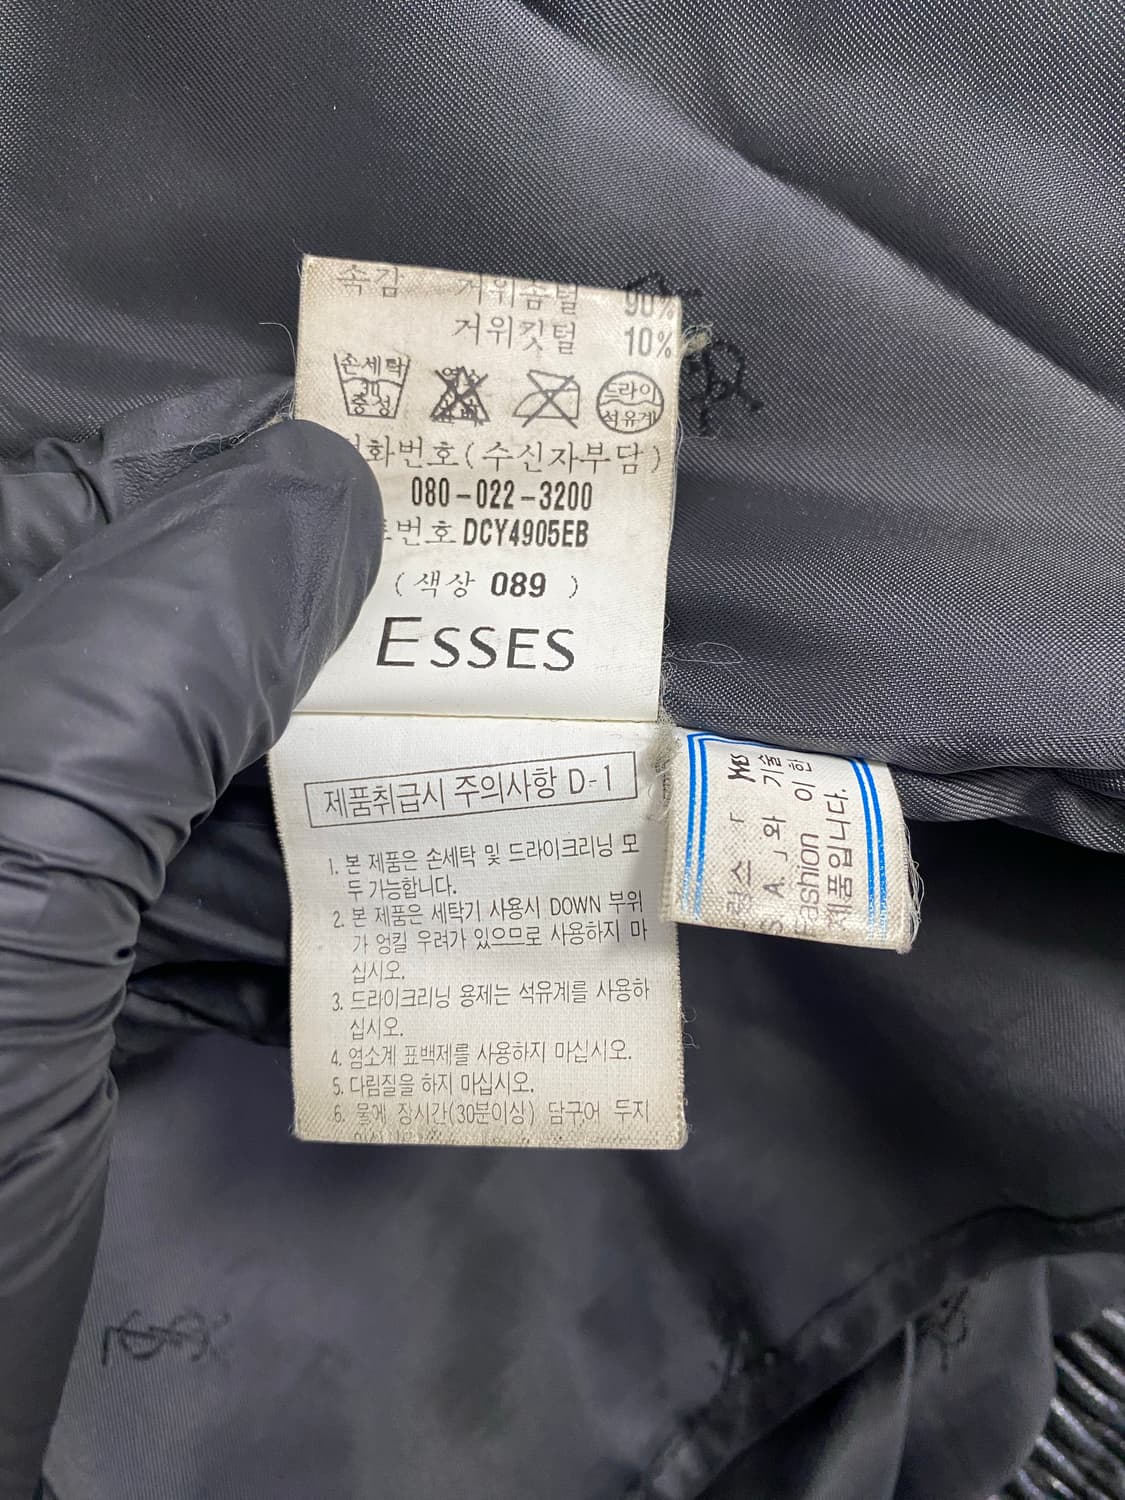 속감 거위솜털 90%
거위깃털 10%
손세탁
30
중성
드라이
석유계
화번호(수신자부담)
080-022-3200
번호 DCY4905EB
(색상 089 )
ESSES
제품취급시 주의사항 D-1
1. 본 제품은 손세탁 및 드라이크리닝 모
두 가능합니다.
2. 본 제품은 세탁기 사용시 DOWN 부위
가 엉킬 우려가 있으므로 사용하지 마
십시오.
3. 드라이크리닝 용제는 석유계를 사용하
십시오.
4. 염소계 표백제를 사용하지 마십시오.
5. 다림질을 하지 마십시오.
6. 물에 장시간(30분이상) 담구어 두지
랑스 「
A.」와 기술
Fashion 이한
제품입니다.